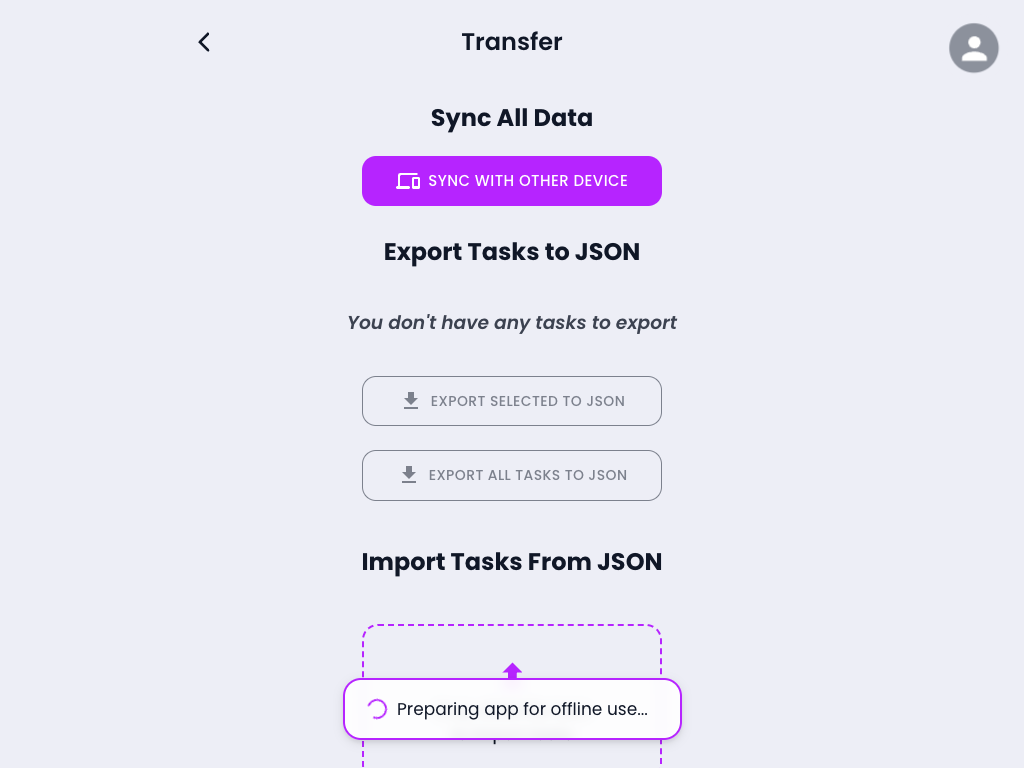 Transfer
Sync All Data
SYNC WITH OTHER DEVICE
Export Tasks to JSON
You don't have any tasks to export
EXPORT SELECTED TO JSON
EXPORT ALL TASKS TO JSON
Import Tasks From JSON
Preparing app for offline use...